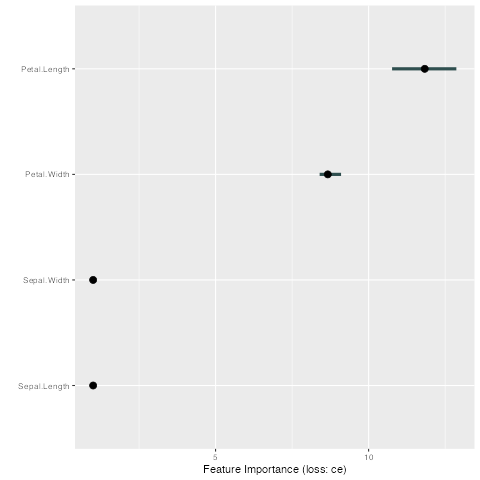 Petal.Length
Petal.Width
Sepal.Width
Sepal.Length
5 10
Feature Importance (loss: ce)